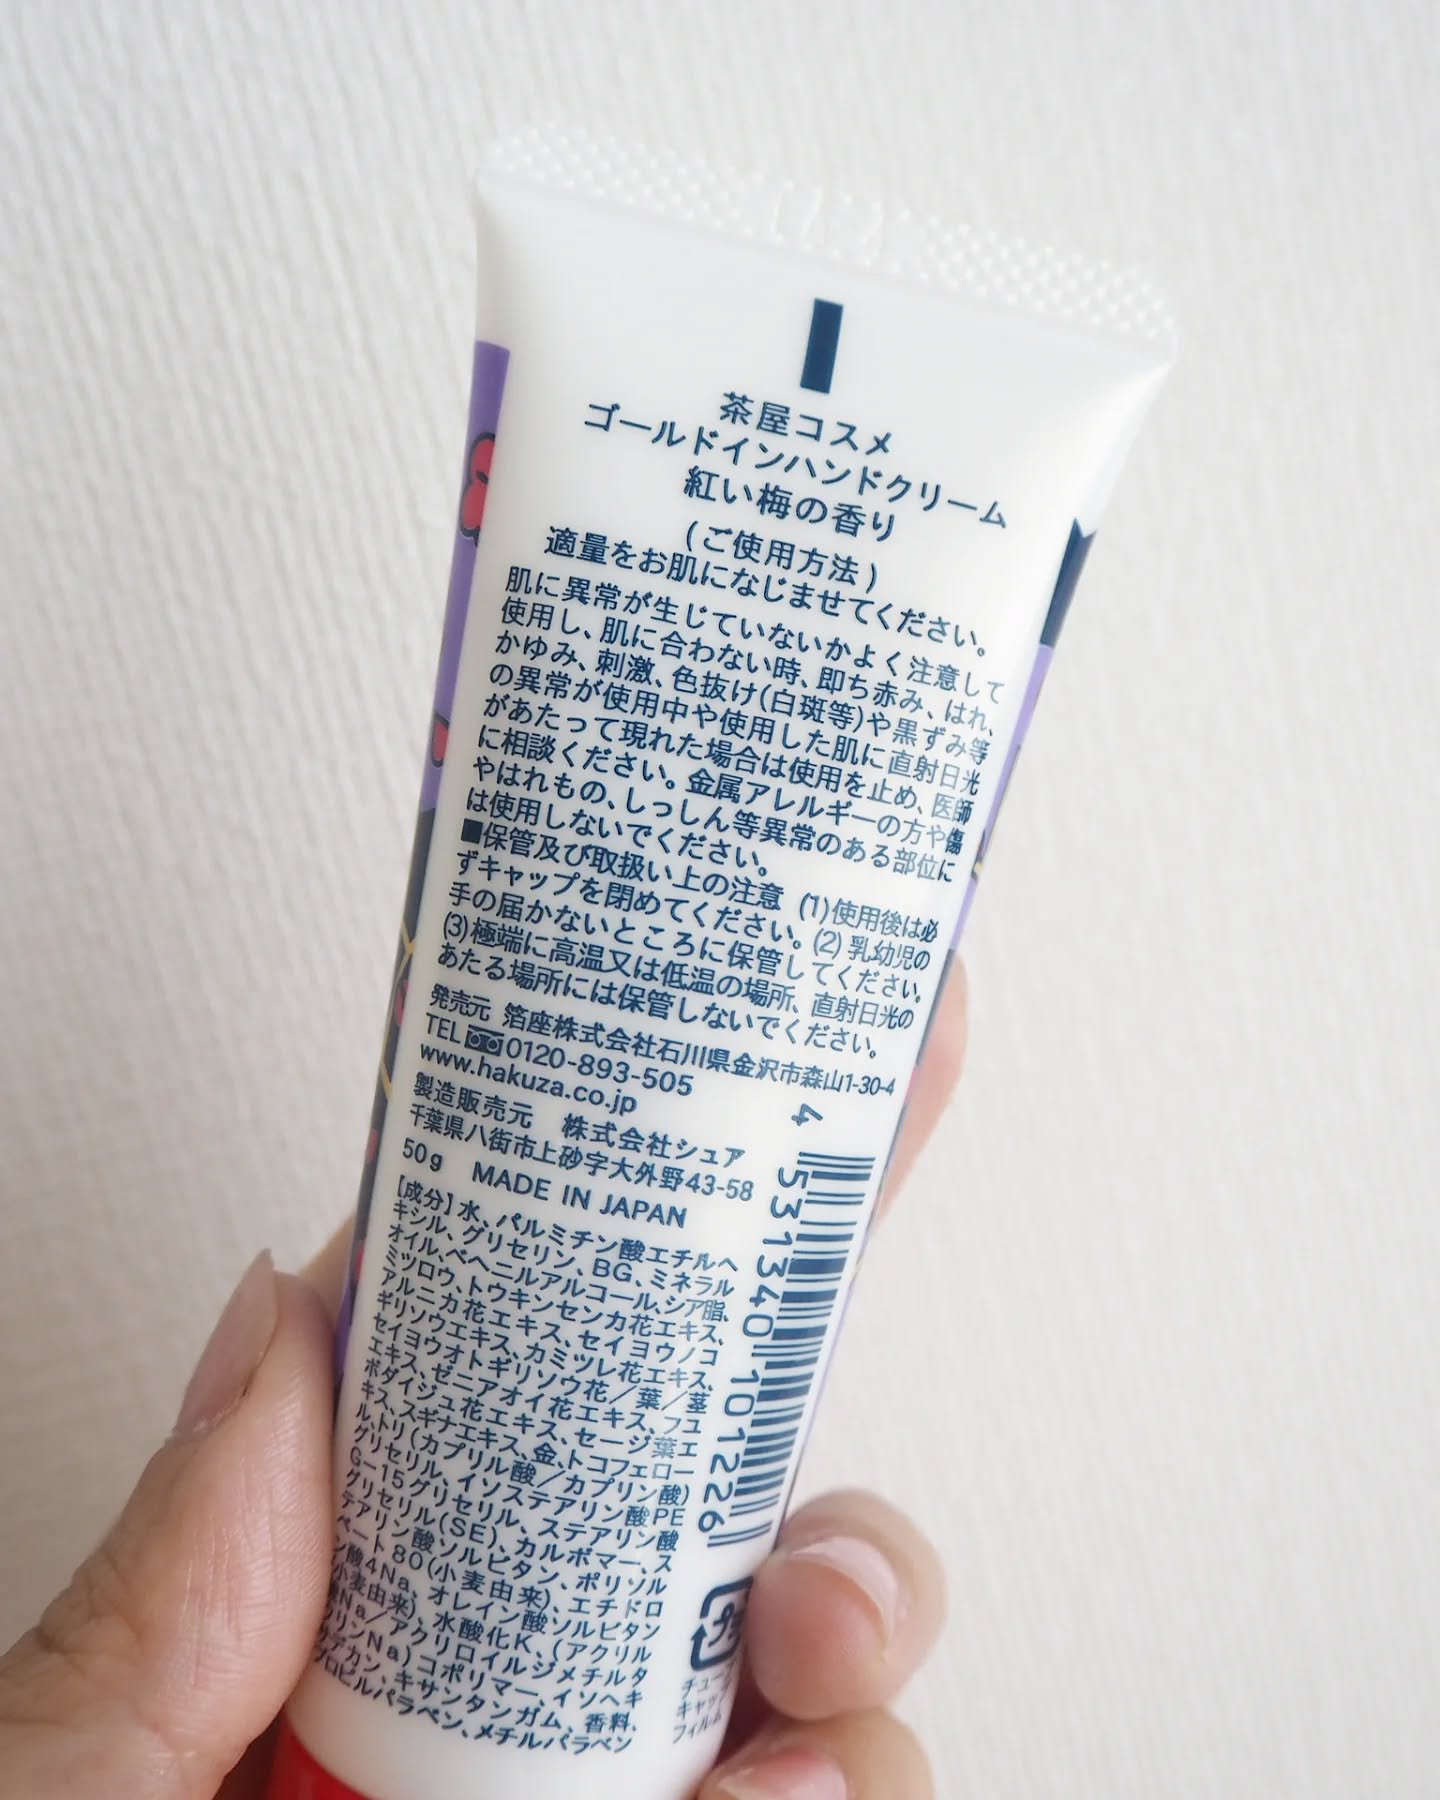 茶屋コスメ
ゴールドインハンドクリーム
紅い梅の香り
(ご使用方法)
適量をお肌になじませてください。
肌に異常が生じていないかよく注意して
使用し、肌に合わない時、即ち赤み、はれ、
かゆみ、刺激、色抜け(白斑等)や黒ずみ等
の異常が使用中や使用した肌に直射日光
があたって現れた場合は使用を止め、医師
に相談ください。金属アレルギーの方や傷
やはれもの、しっしん等異常のある部位に
は使用しないでください。
■保管及び取扱い上の注意 (1)使用後は必
ずキャップを閉めてください。(2)乳幼児の
手の届かないところに保管してください。
(3)極端に高温又は低温の場所、直射日光の
あたる場所には保管しないでください。
発売元 箔座株式会社石川県金沢市森山1-30-4
TEL 0120-893-505
www.hakuza.co.jp
製造販売元 株式会社シュア
千葉県八街市上砂字大外野43-58
50g MADE IN JAPAN
【成分】水、パルミチン酸エチルヘ
キシル、グリセリン、BG、ミネラル
オイル、ベヘニルアルコール、シア脂、
ミツロウ、トウキンセンカ花エキス、
アルニカ花エキス、セイヨウノコ
ギリソウエキス、カミツレ花エキス、
セイヨウオトギリソウ花/葉/茎
エキス、ゼニアオイ花エキス、フユ
ボダイジュ花エキス、セージ葉エ
キス、スギナエキス、金、トコフェロー
ル、トリ(カプリル酸/カプリン酸)
グリセリル、イソステアリン酸PE
G-15グリセリル、ステアリン酸
グリセリル(SE)、カルボマー、ス
テアリン酸ソルビタン、ポリソル
ベート80(小麦由来)、エチドロ
ン酸4Na、オレイン酸ソルビタン
小麦由来)、水酸化K、(アクリル
Na/アクリロイルジメチルタ
リンNa)コポリマー、イソヘキ
デカン、キサンタンガム、香料、
プロピルパラベン、メチルパラベン
4 531340 101226
プラ
チューブ
キャップ
フィルム